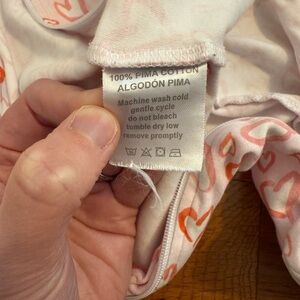 100% PIMA COTTON
ALGODÓN PIMA
Machine wash cold
gentle cycle
do not bleach
tumble dry low
remove promptly